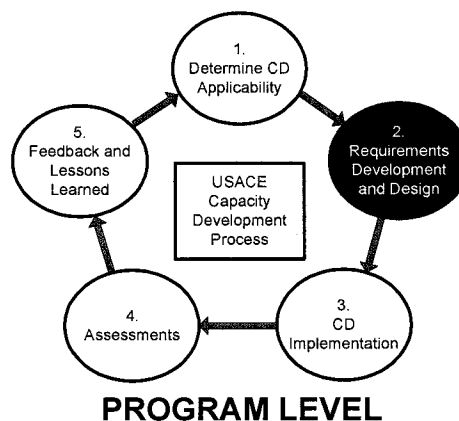 1.
Determine CD
Applicability
2.
Requirements
Development
and Design
3.
CD
Implementation
4.
Assessments
5.
Feedback and
Lessons
Learned
USACE
Capacity
Development
Process
PROGRAM LEVEL